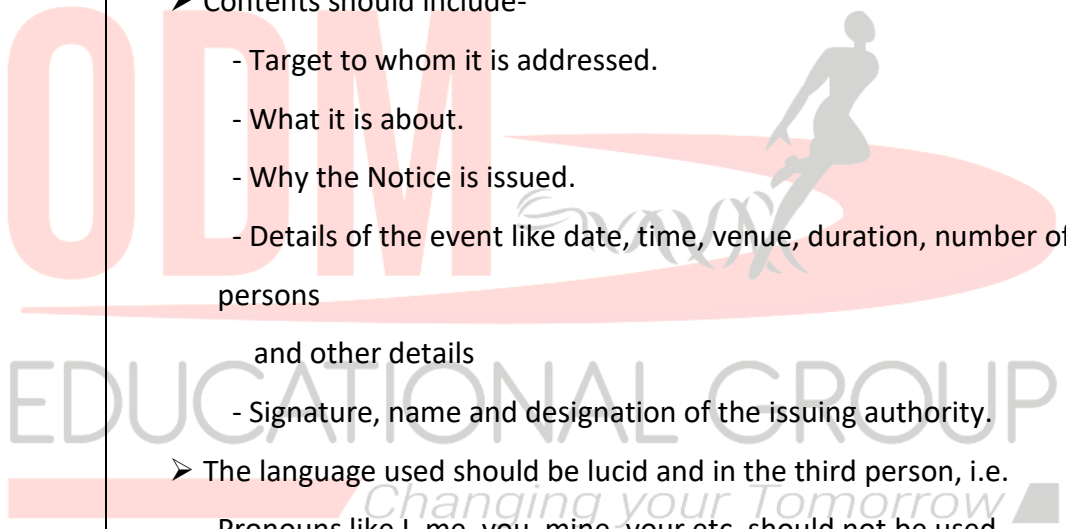 ➤ Contents should include-
- Target to whom it is addressed.
- What it is about.
- Why the Notice is issued.
- Details of the event like date, time, venue, duration, number of
persons
and other details
- Signature, name and designation of the issuing authority.
➤ The language used should be lucid and in the third person, i.e.
Pronouns like I, me, you, mine, your etc. should not be used
ODM
EDUCATIONAL GROUP
Changing your Tomorrow